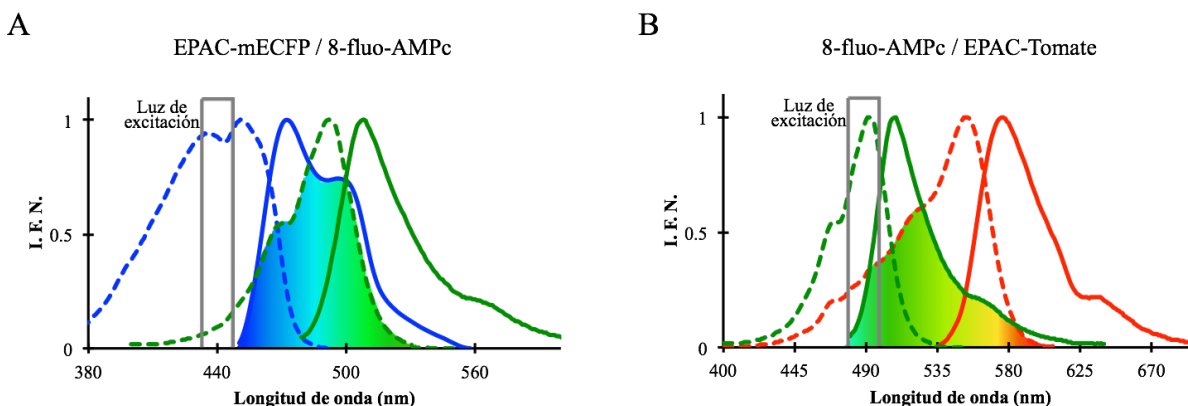 A
EPAC-mECFP / 8-fluo-AMPc
Luz de
excitación
I. F. N.
1
0.5
0
380
440
500
560
Longitud de onda (nm)
B
8-fluo-AMPc / EPAC-Tomate
Luz de
excitación
I. F. N.
1
0.5
0
400
445
490
535
580
625
670
Longitud de onda (nm)